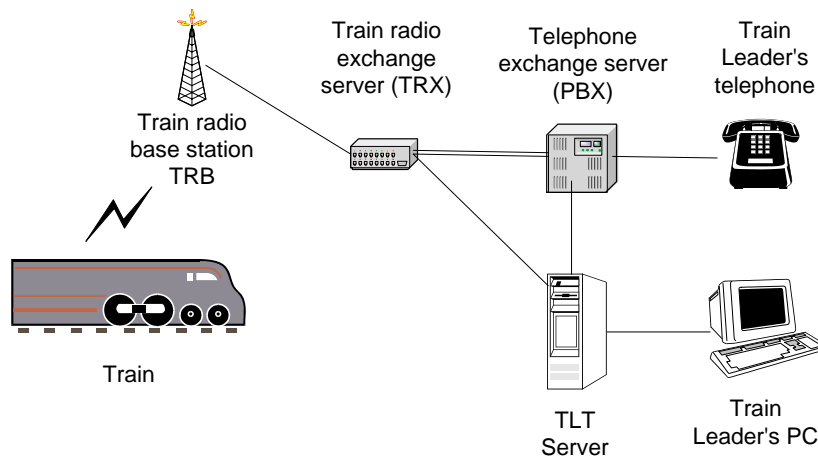 Train radio
exchange
server (TRX)
Telephone
exchange server
(PBX)
Train
Leader's
telephone
Train radio
base station
TRB
Train
TLT
Server
Train
Leader's PC